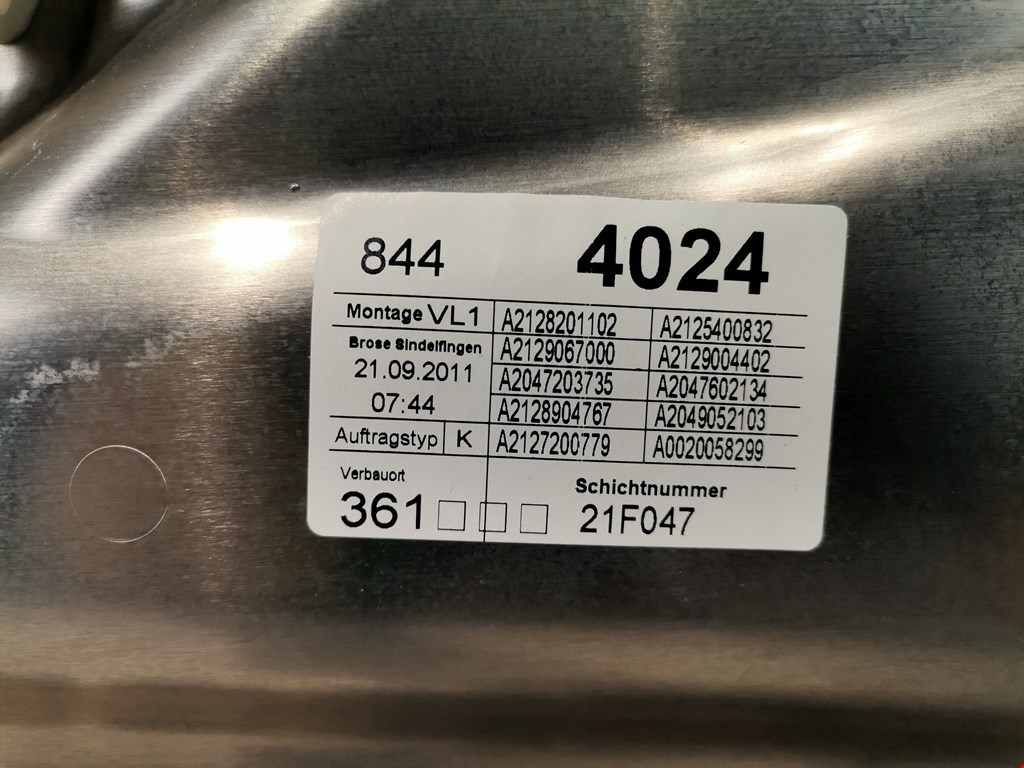 844 4024
Montage VL1 A2128201102 A2125400832
Brose Sindelfingen A2129067000 A2129004402
21.09.2011 A2047203735 A2047602134
07:44 A2128904767 A2049052103
Auftragstyp K A2127200779 A0020058299
Verbauort Schichtnummer
361 21F047